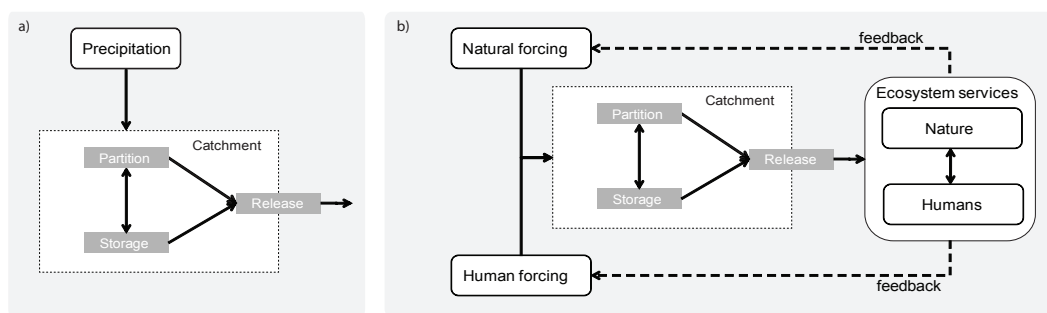 a)
Precipitation
Catchment
Partition
Storage
Release
b)
Natural forcing
feedback
Ecosystem services
Catchment
Partition
Nature
Release
Storage
Humans
Human forcing
feedback